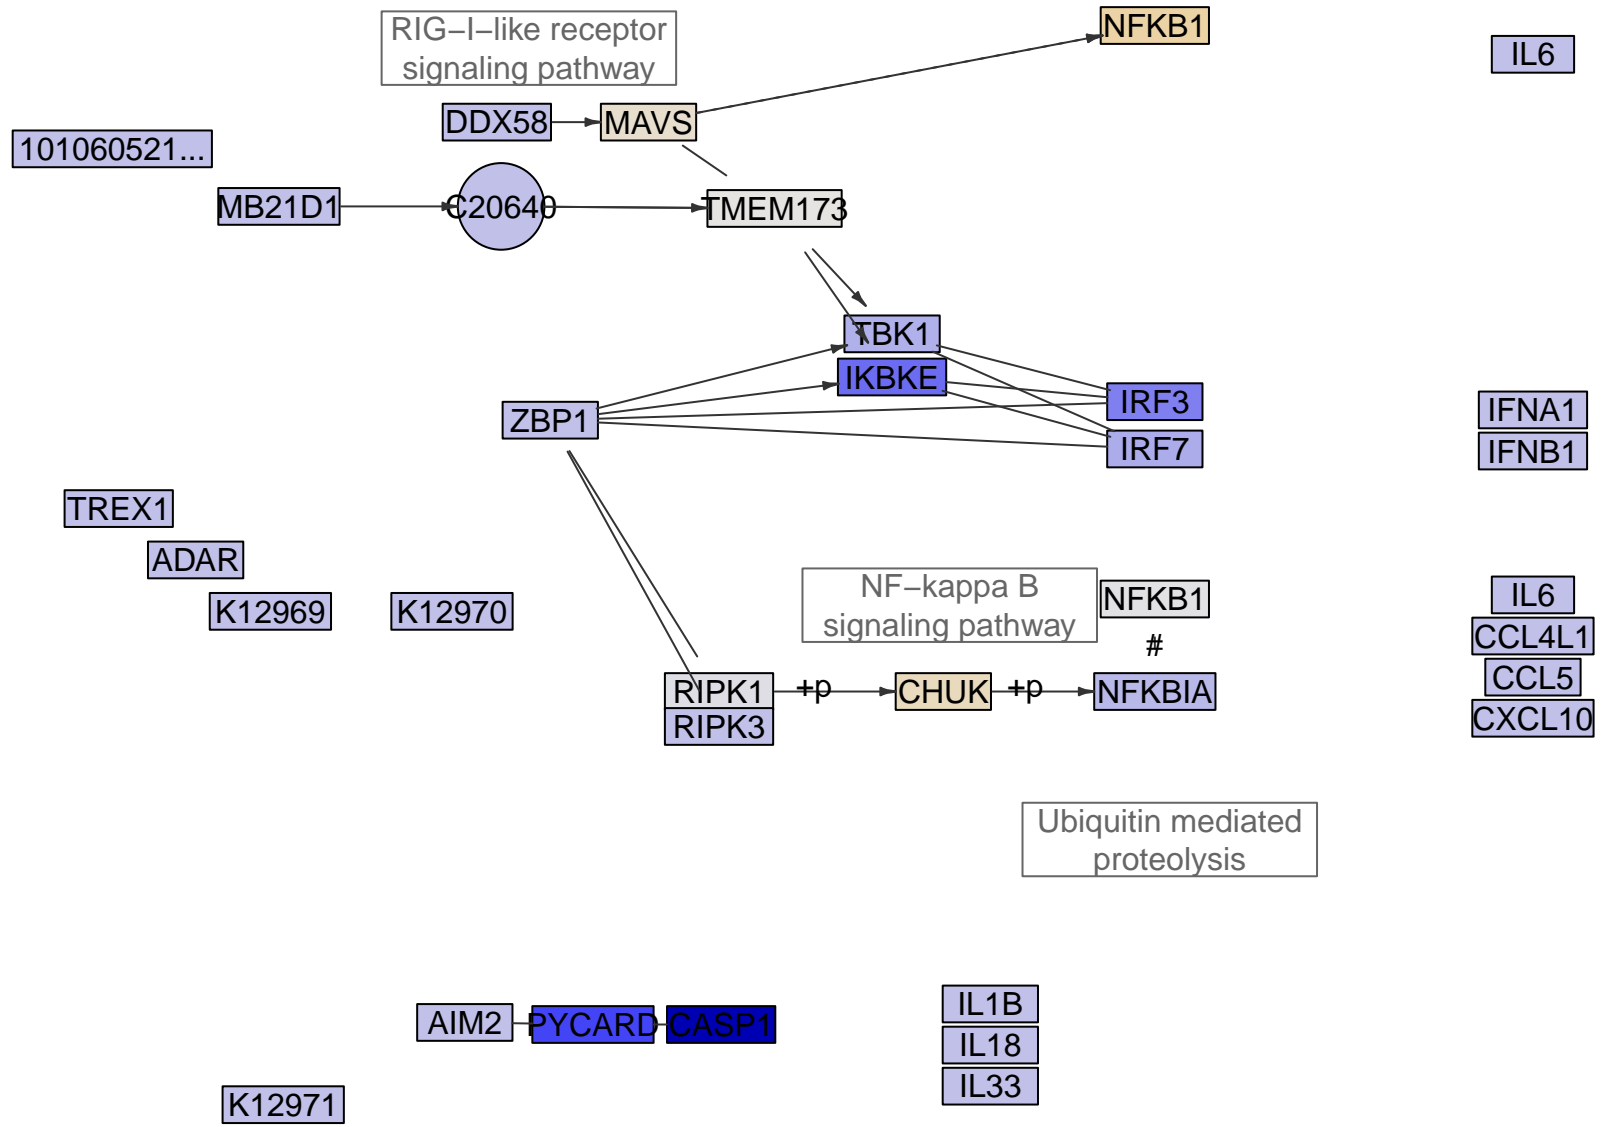 RIG−I−like receptor
signaling pathway
NFKB1
IL6
DDX58
MAVS
101060521...
MB21D1
C20640
TMEM173
TBK1
IKBKE
IRF3
ZBP1
IRF7
IFNA1
IFNB1
TREX1
ADAR
K12969
K12970
NF−kappa B
signaling pathway
NFKB1
#
IL6
CCL4L1
CCL5
CXCL10
RIPK1
+p
CHUK
+p
NFKBIA
RIPK3
Ubiquitin mediated
proteolysis
AIM2
PYCARD
CASP1
IL1B
IL18
IL33
K12971